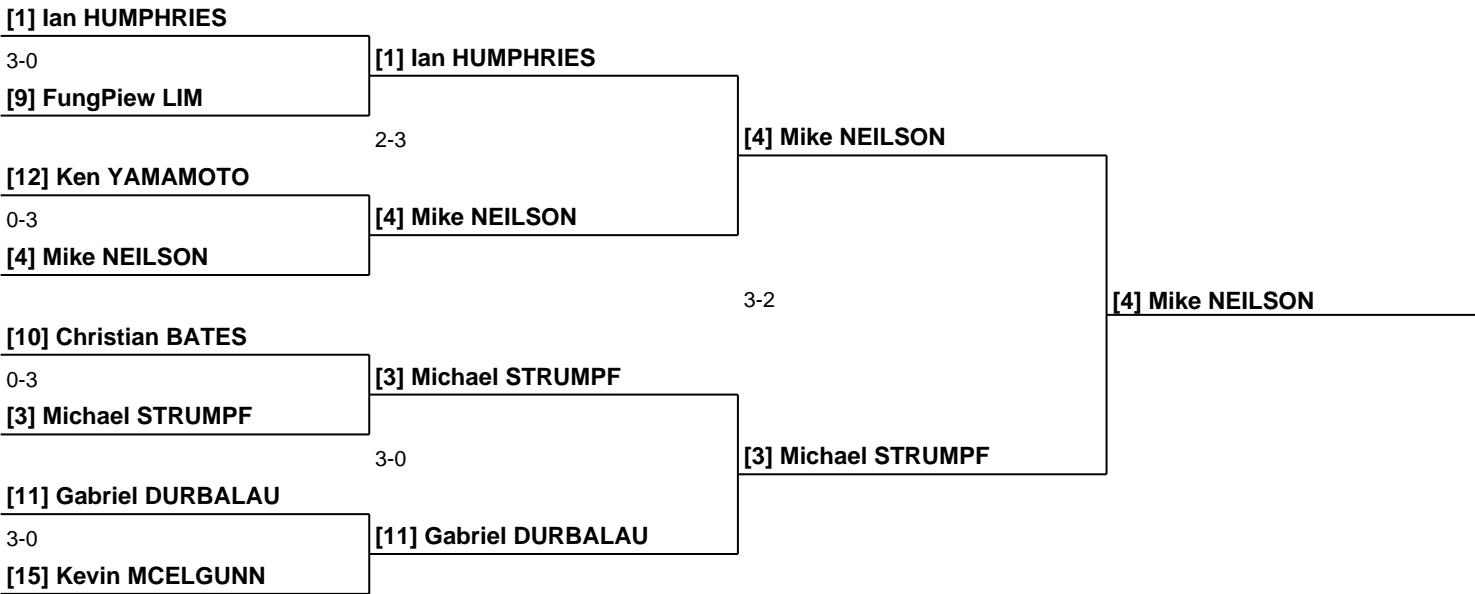 [1] Ian HUMPHRIES
3-0
[9] FungPiew LIM
[12] Ken YAMAMOTO
0-3
[4] Mike NEILSON
[10] Christian BATES
0-3
[3] Michael STRUMPF
[11] Gabriel DURBALAU
3-0
[15] Kevin MCELGUNN
[1] Ian HUMPHRIES
2-3
[4] Mike NEILSON
[3] Michael STRUMPF
3-0
[11] Gabriel DURBALAU
[4] Mike NEILSON
3-2
[3] Michael STRUMPF
[4] Mike NEILSON